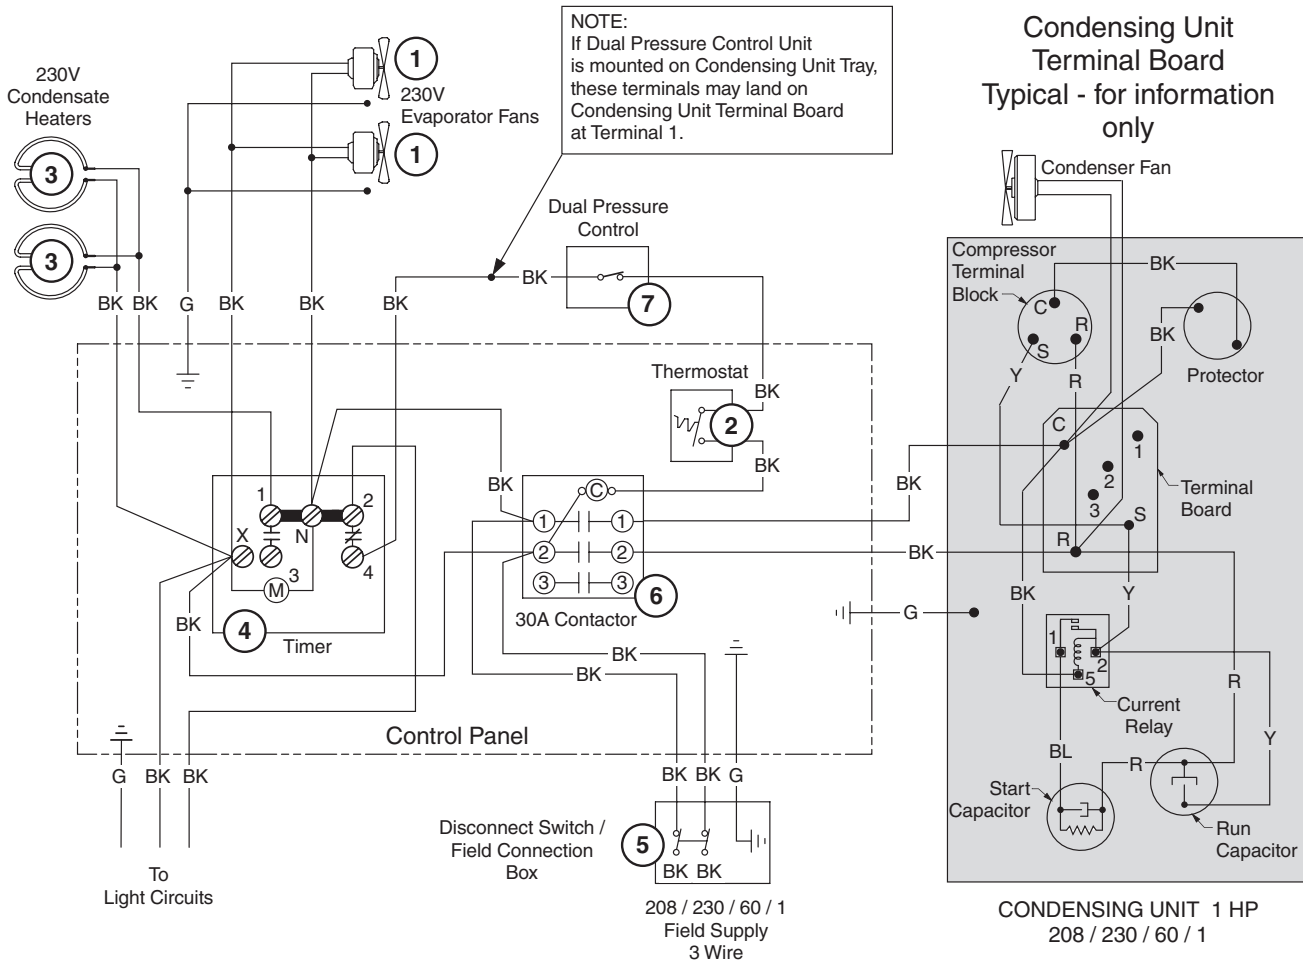 NOTE:
If Dual Pressure Control Unit
is mounted on Condensing Unit Tray,
these terminals may land on
Condensing Unit Terminal Board
at Terminal 1.
Condensing Unit
Terminal Board
Typical - for information
only
230V
Condensate
Heaters
3
3
1
230V
Evaporator Fans
1
Condenser Fan
Dual Pressure
Control
7
BK
BK
BK
G
BK
BK
BK
Compressor
Terminal
Block
C
R
S
BK
BK
Y
R
Protector
Thermostat
2
BK
BK
C
1
2
3
S
R
Terminal
Board
BK
BK
BK
Y
1
2
X
N
3
4
M
BK
4
Timer
BK
C
1
1
2
2
3
3
6
30A Contactor
BK
BK
G
1
2
5
Current
Relay
R
Y
BL
R
Start
Capacitor
Run
Capacitor
Control Panel
G
BK
BK
To
Light Circuits
BK
BK
G
Disconnect Switch /
Field Connection
Box
5
BK
BK
208 / 230 / 60 / 1
Field Supply
3 Wire
CONDENSING UNIT 1 HP
208 / 230 / 60 / 1